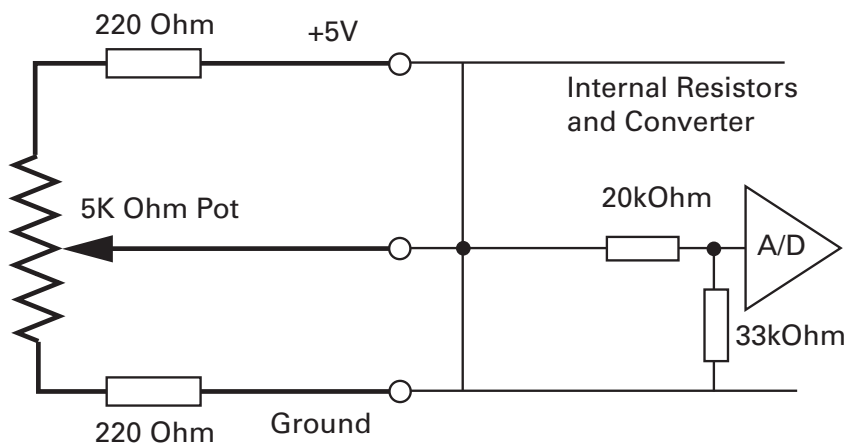 220 Ohm
+5V
Internal Resistors
and Converter
5K Ohm Pot
20kOhm
A/D
33kOhm
Ground
220 Ohm